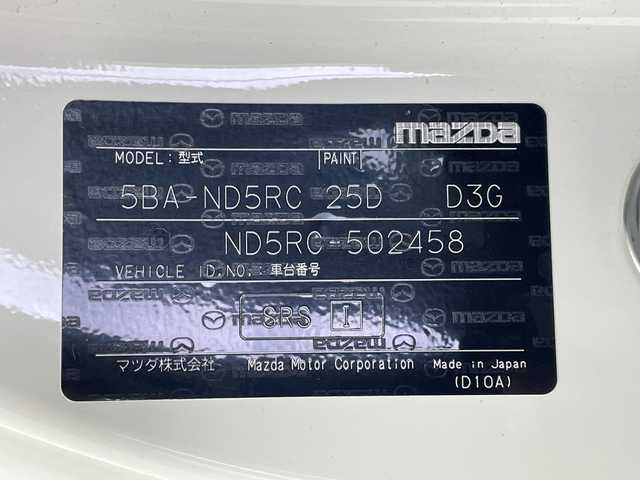 mazda
MODEL:型式 PAINT
5BA-ND5RC 25D D3G
ND5RC-502458
VEHICLE ID.NO.:車台番号
SRS I
マツダ株式会社 Mazda Motor Corporation Made in Japan
(D10A)